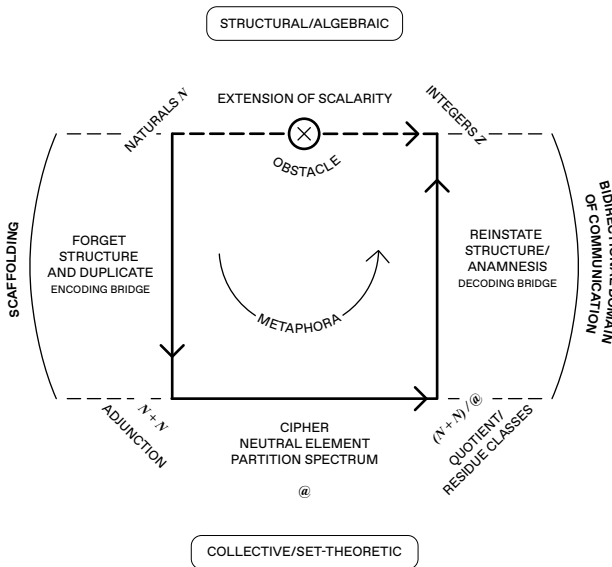 STRUCTURAL/ALGEBRAIC
NATURALS N
EXTENSION OF SCALARITY
INTEGERS Z
OBSTACLE
SCAFFOLDING
FORGET
STRUCTURE
AND DUPLICATE
ENCODING BRIDGE
METAPHORA
REINSTATE
STRUCTURE/
ANAMNESIS
DECODING BRIDGE
BIDIRECTIONAL DOMAIN
OF COMMUNICATION
N + N
ADJUNCTION
CIPHER
NEUTRAL ELEMENT
PARTITION SPECTRUM
@
(N + N) / @
QUOTIENT/
RESIDUE CLASSES
COLLECTIVE/SET-THEORETIC